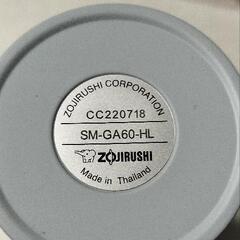 ZOJIRUSHI CORPORATION
CC220718
SM-GA60-HL
ZOJIRUSHI
Made in Thailand